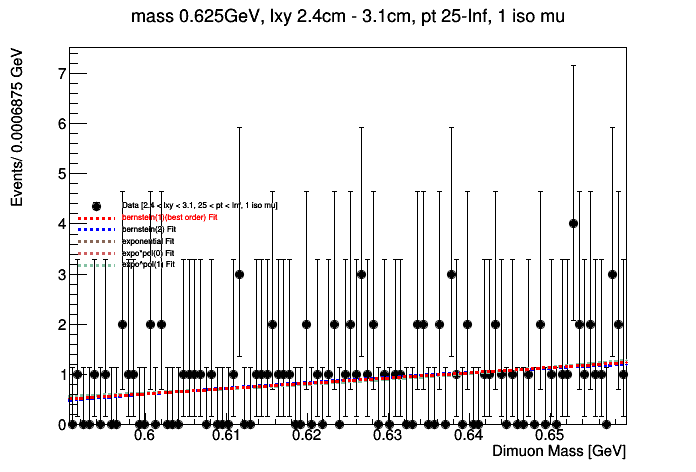 mass 0.625GeV, lxy 2.4cm - 3.1cm, pt 25-Inf, 1 iso mu
Events/ 0.0006875 GeV
7
6
5
4
3
2
1
0
Data [2.4 < lxy < 3.1, 25 < pt < Inf, 1 iso mu]
bernstein(1)(best order) Fit
bernstein(2) Fit
exponential Fit
expo*pol(0) Fit
expo*pol(1) Fit
0.6 0.61 0.62 0.63 0.64 0.65
Dimuon Mass [GeV]